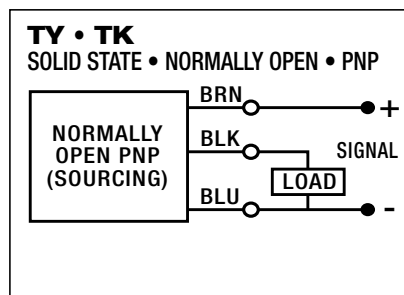 TY • TK
SOLID STATE • NORMALLY OPEN • PNP
NORMALLY
OPEN PNP
(SOURCING)
BRN
+
BLK
SIGNAL
LOAD
BLU
-